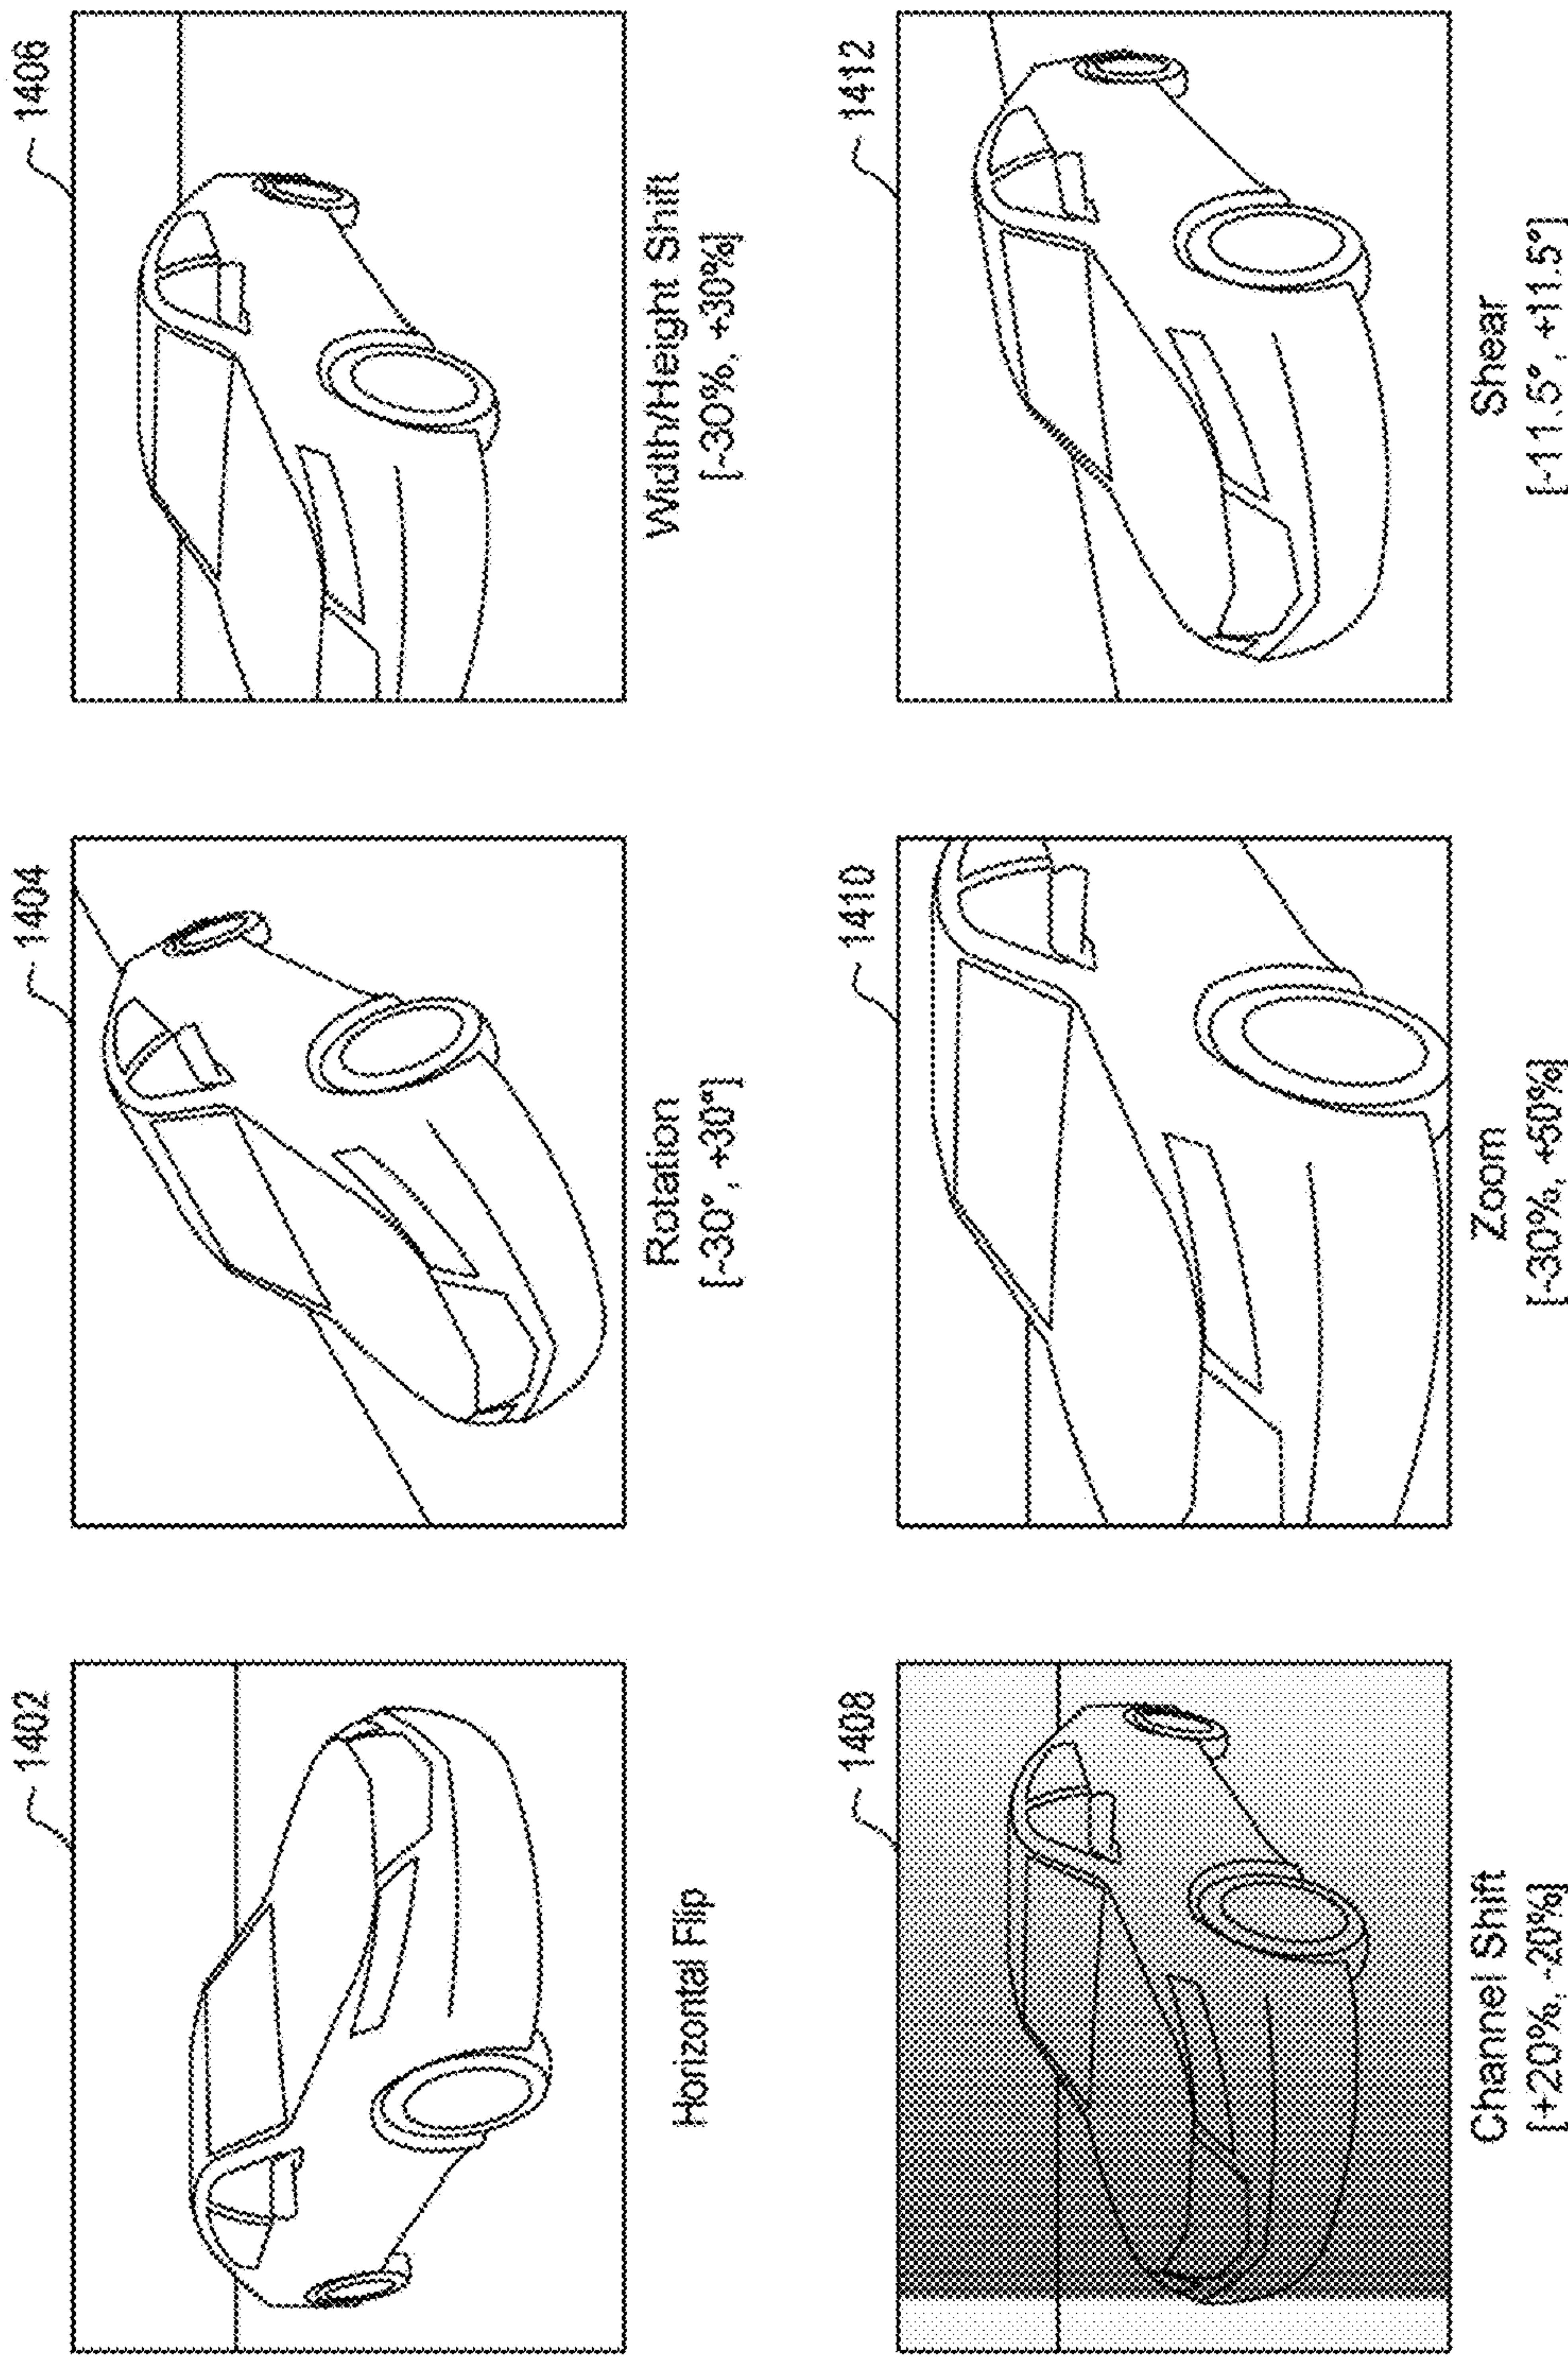 1402
Horizontal Flip
1404
Rotation
[-30°, +30°]
1406
Width/Height Shift
[-30%, +30%]
1408
Channel Shift
[+20%, -20%]
1410
Zoom
[-30%, +50%]
1412
Shear
[-11.5°, +11.5°]